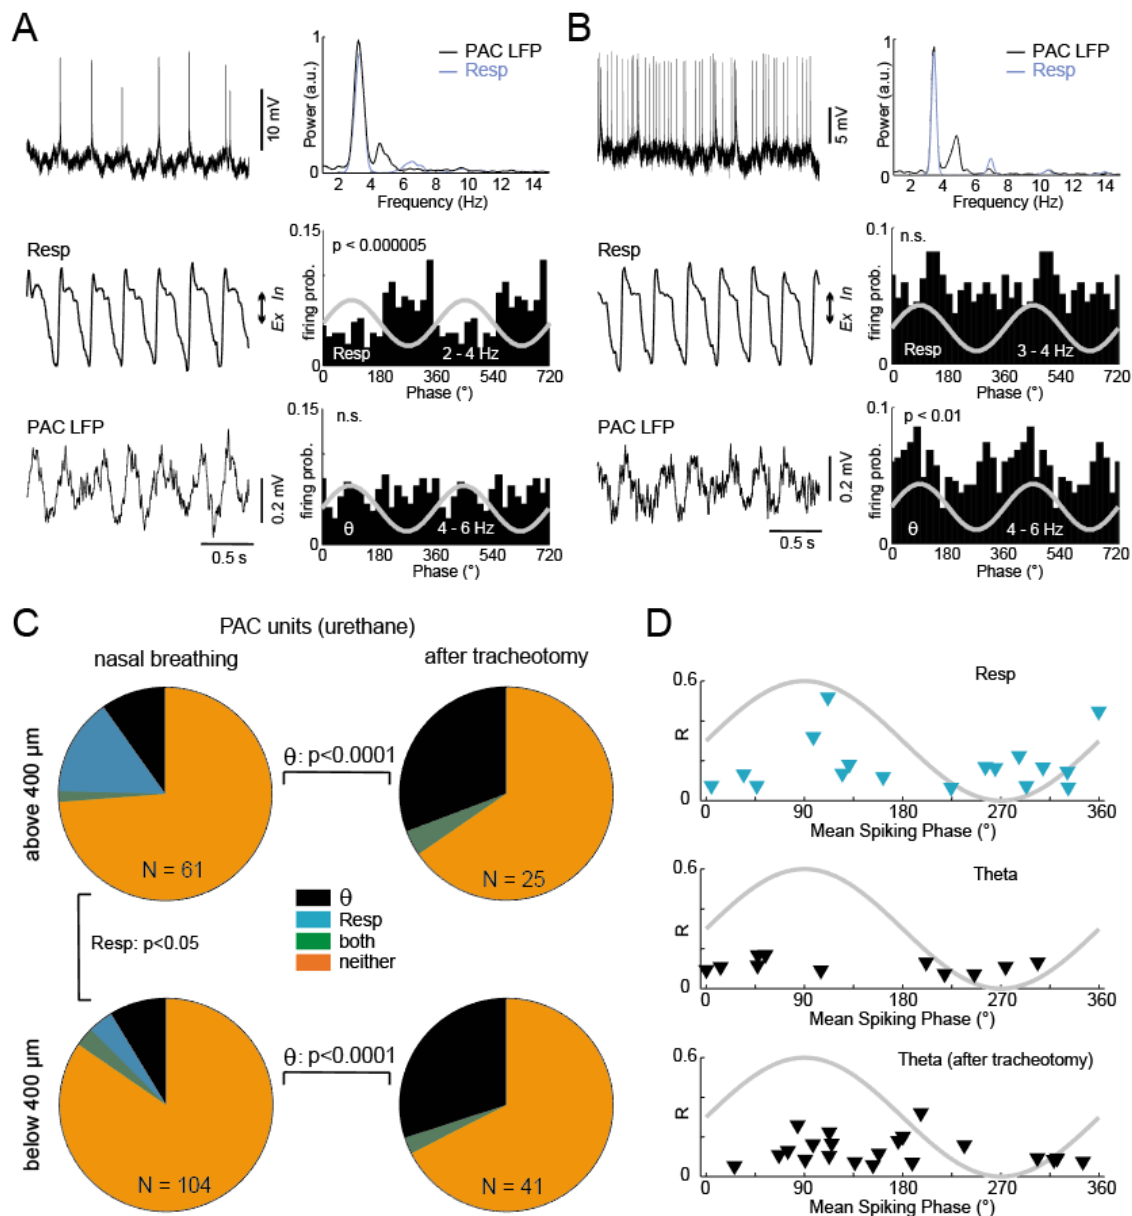 A
10 mV
1
Power (a.u.)
0
PAC LFP
Resp
2 4 6 8 10 12 14
Frequency (Hz)
B
5 mV
1
Power (a.u.)
0
PAC LFP
Resp
2 4 6 8 10 12 14
Frequency (Hz)
Resp
Ex In
0.15
firing prob.
0
p < 0.000005
Resp 2 - 4 Hz
0 180 360 540 720
Phase (°)
Resp
Ex In
0.1
firing prob.
0
n.s.
Resp 3 - 4 Hz
0 180 360 540 720
Phase (°)
PAC LFP
0.2 mV
0.5 s
0.15
firing prob.
0
n.s.
θ 4 - 6 Hz
0 180 360 540 720
Phase (°)
PAC LFP
0.2 mV
0.5 s
0.1
firing prob.
0
p < 0.01
θ 4 - 6 Hz
0 180 360 540 720
Phase (°)
C
PAC units (urethane)
nasal breathing
after tracheotomy
above 400 µm
N = 61
θ: p<0.0001
N = 25
Resp: p<0.05
θ
Resp
both
neither
below 400 µm
N = 104
θ: p<0.0001
N = 41
D
Resp
0.6
R
0
0 90 180 270 360
Mean Spiking Phase (°)
Theta
0.6
R
0
0 90 180 270 360
Mean Spiking Phase (°)
Theta (after tracheotomy)
0.6
R
0
0 90 180 270 360
Mean Spiking Phase (°)